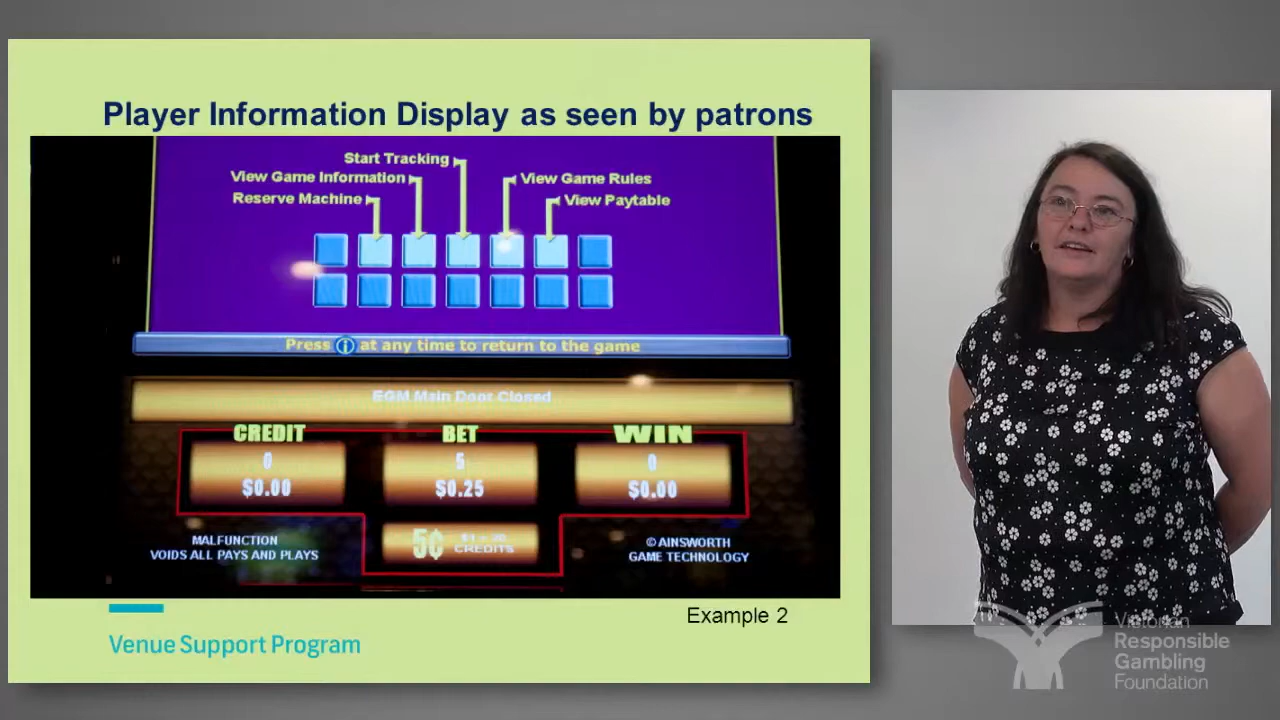 Player Information Display as seen by patrons
Start Tracking
View Game Information
View Game Rules
Reserve Machine
View Paytable
Press i at any time to return to the game
EGM Main Door Closed
CREDIT
BET
WIN
0
5
0
$0.00
$0.25
$0.00
MALFUNCTION
VOIDS ALL PAYS AND PLAYS
5¢
$1 = 20
CREDITS
© AINSWORTH
GAME TECHNOLOGY
Example 2
Venue Support Program
Victorian
Responsible
Gambling
Foundation